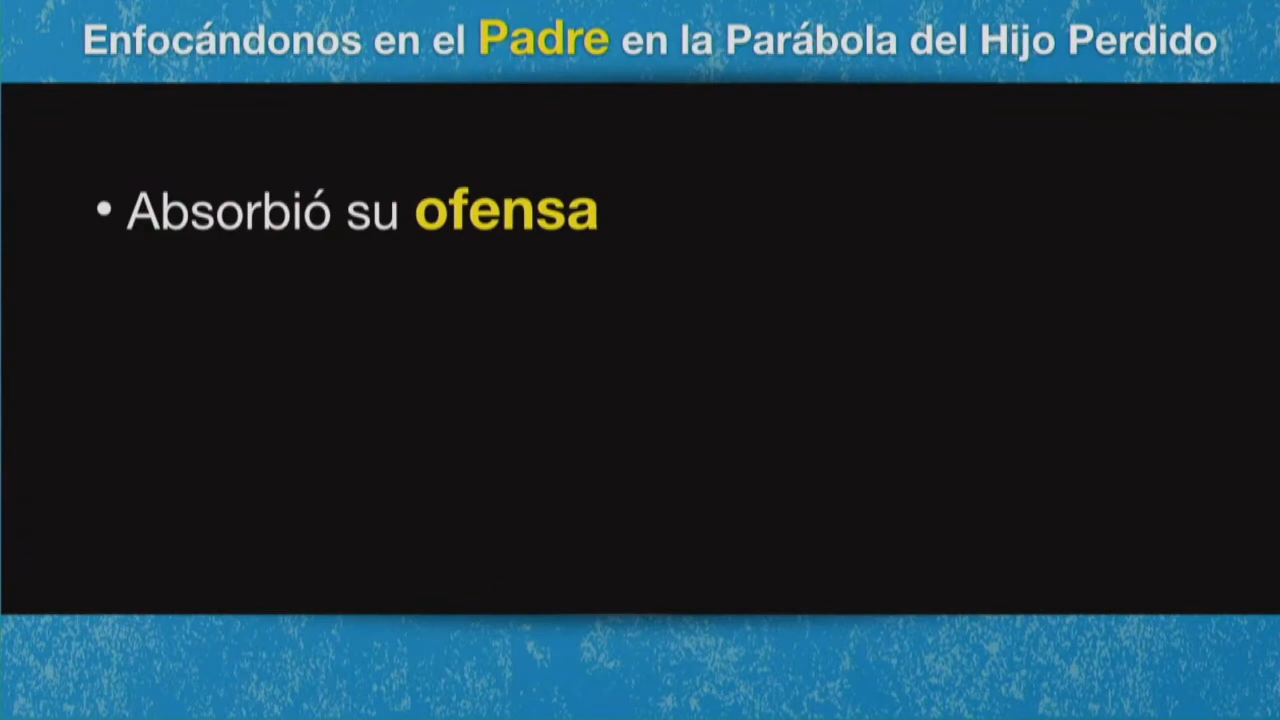 Enfocándonos en el Padre en la Parábola del Hijo Perdido
• Absorbió su ofensa